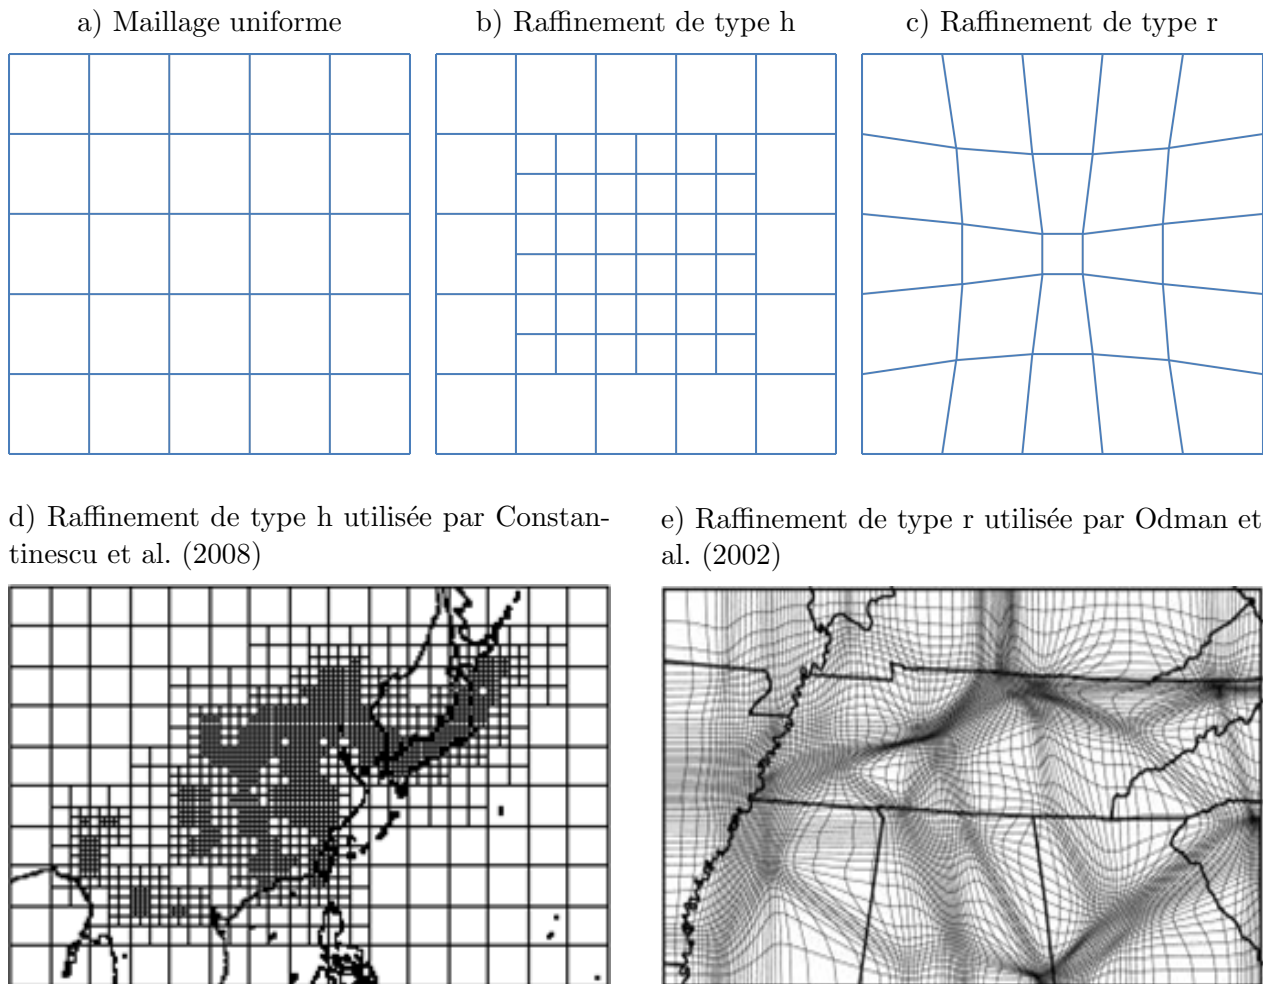 a) Maillage uniforme
b) Raffinement de type h
c) Raffinement de type r
d) Raffinement de type h utilisée par Constan-
tinescu et al. (2008)
e) Raffinement de type r utilisée par Odman et
al. (2002)